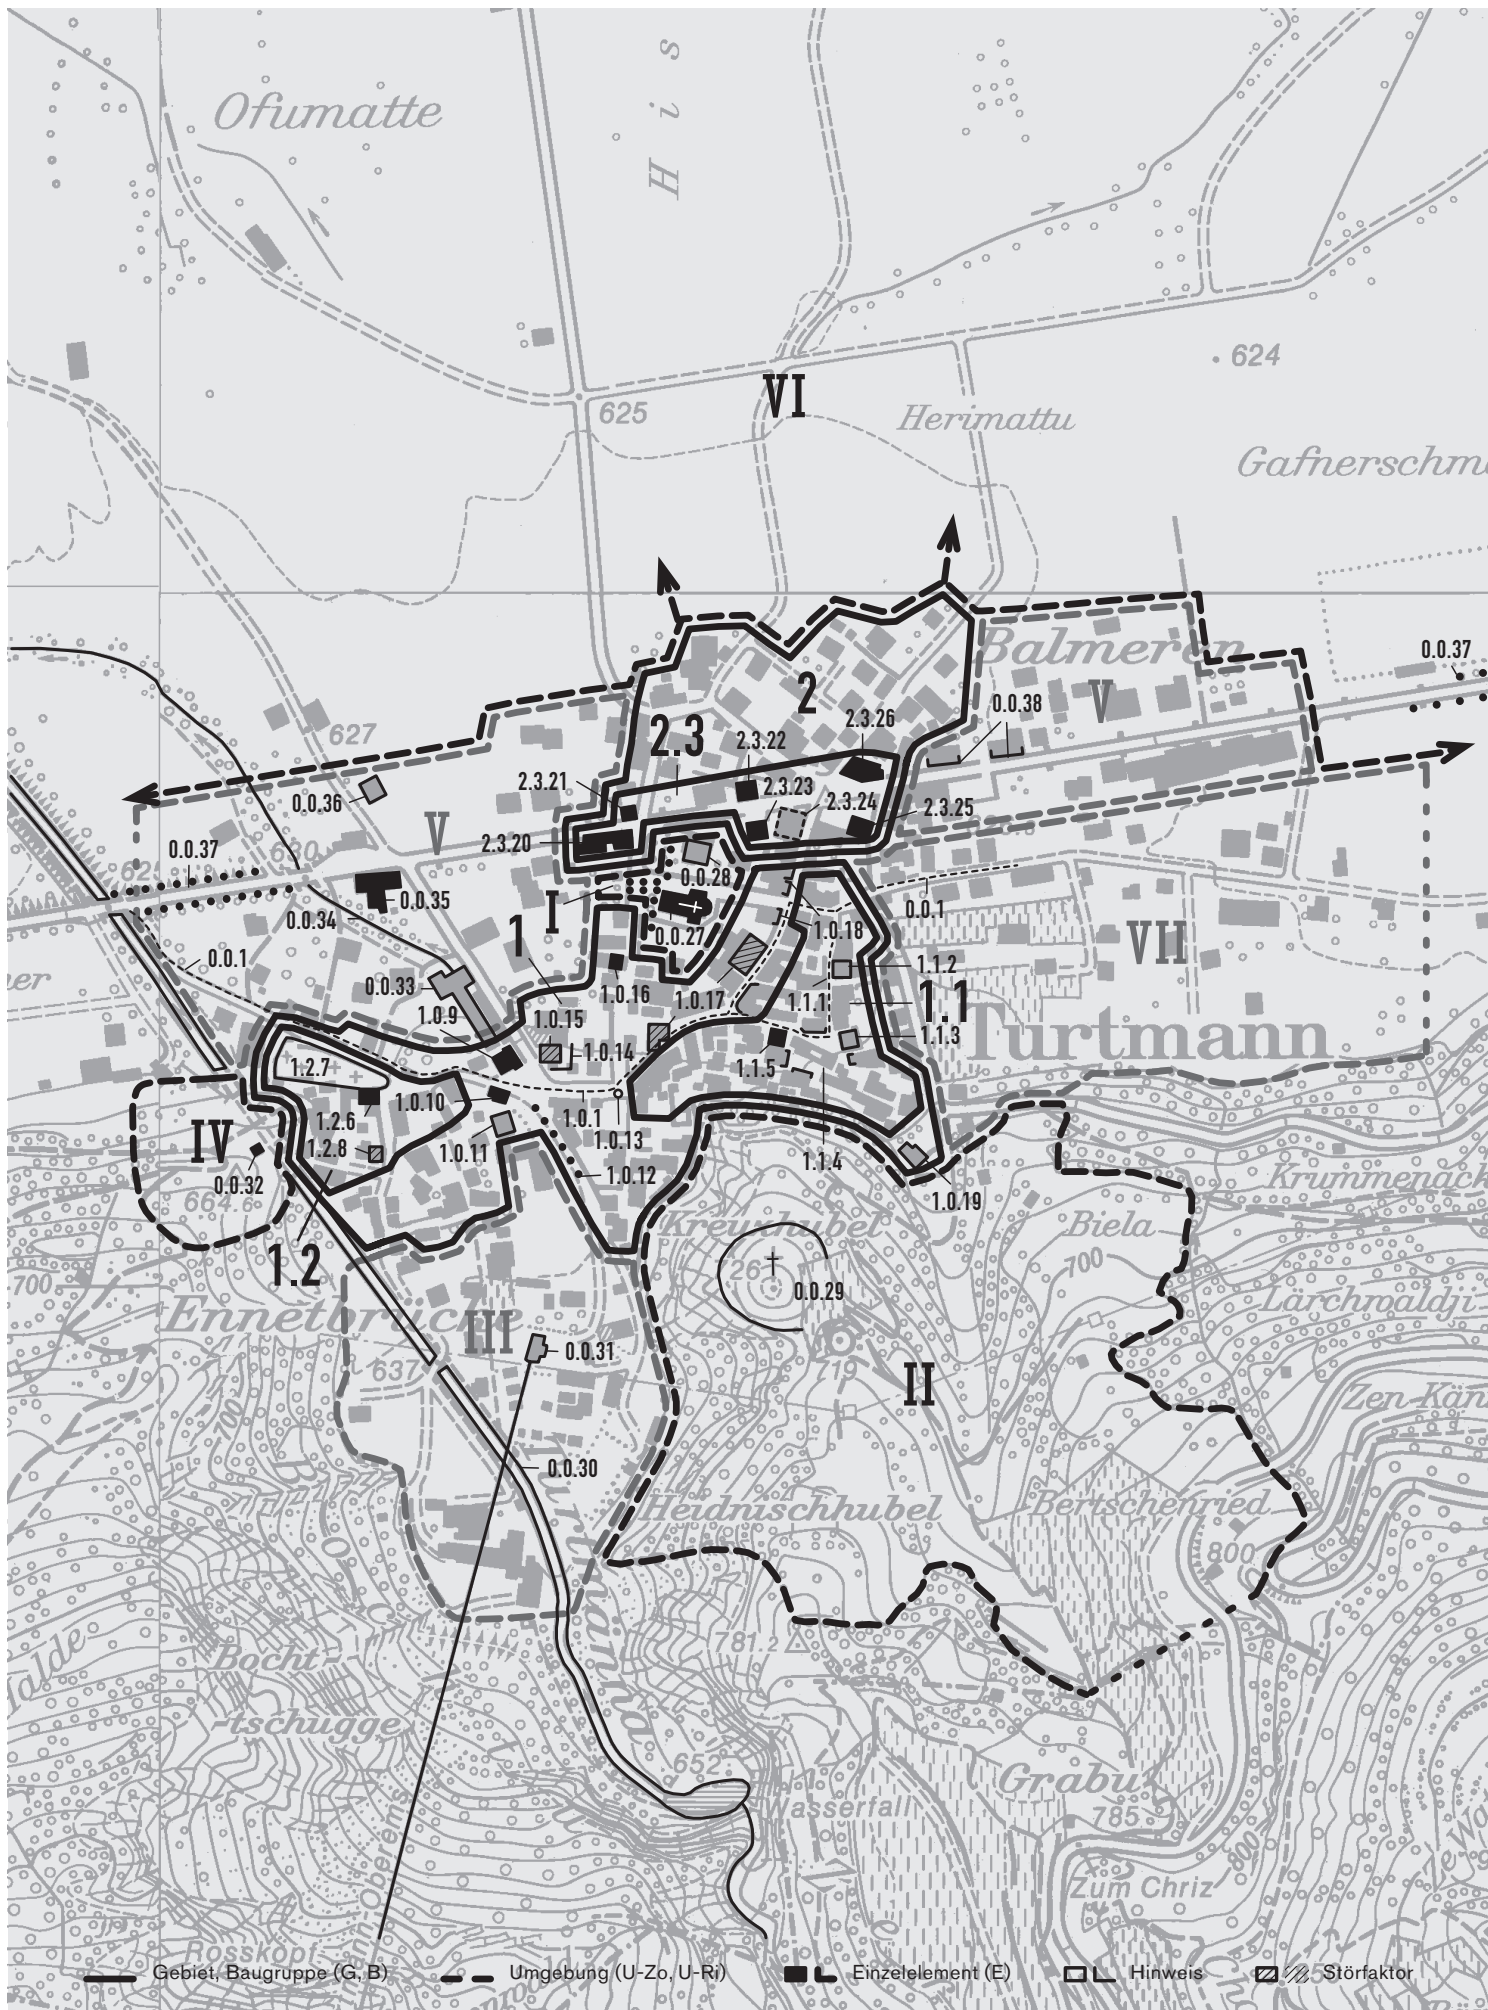 Ofumatte
His
624
VI
625
Herimattu
Balmeren
0.0.37
2
V
0.0.38
627
2.3
2.3.26
2.3.22
2.3.21
2.3.23
2.3.24
0.0.36
2.3.25
V
2.3.20
0.0.37
630
0.0.28
0.0.35
0.0.34
I
0.0.1
1
0.0.27
1.0.18
VII
0.0.1
1.1.2
0.0.33
1.0.16
1.0.17
1.1.1
1.1
1.0.9
1.0.15
1.1.3
Turtmann
1.0.14
1.2.7
1.1.5
1.0.10
1.2.6
1.0.1
IV
1.0.13
1.2.8
1.0.11
1.1.4
0.0.32
1.0.12
Krummenack
664.6
1.0.19
Kreuzhubel
Biela
1.2
700
700
0.0.29
Lärchwaldji
III
0.0.31
719
637
II
700
0.0.30
Heidnischhubel
Bertschenried
800
781.2
Bocht-
-tschugge
652
Grabu
Wasserfall
785
800
Zum Chriz
Rosskopf
Gebiet, Baugruppe (G, B)
Umgebung (U-Zo, U-Ri)
Einzelelement (E)
Hinweis
Störfaktor